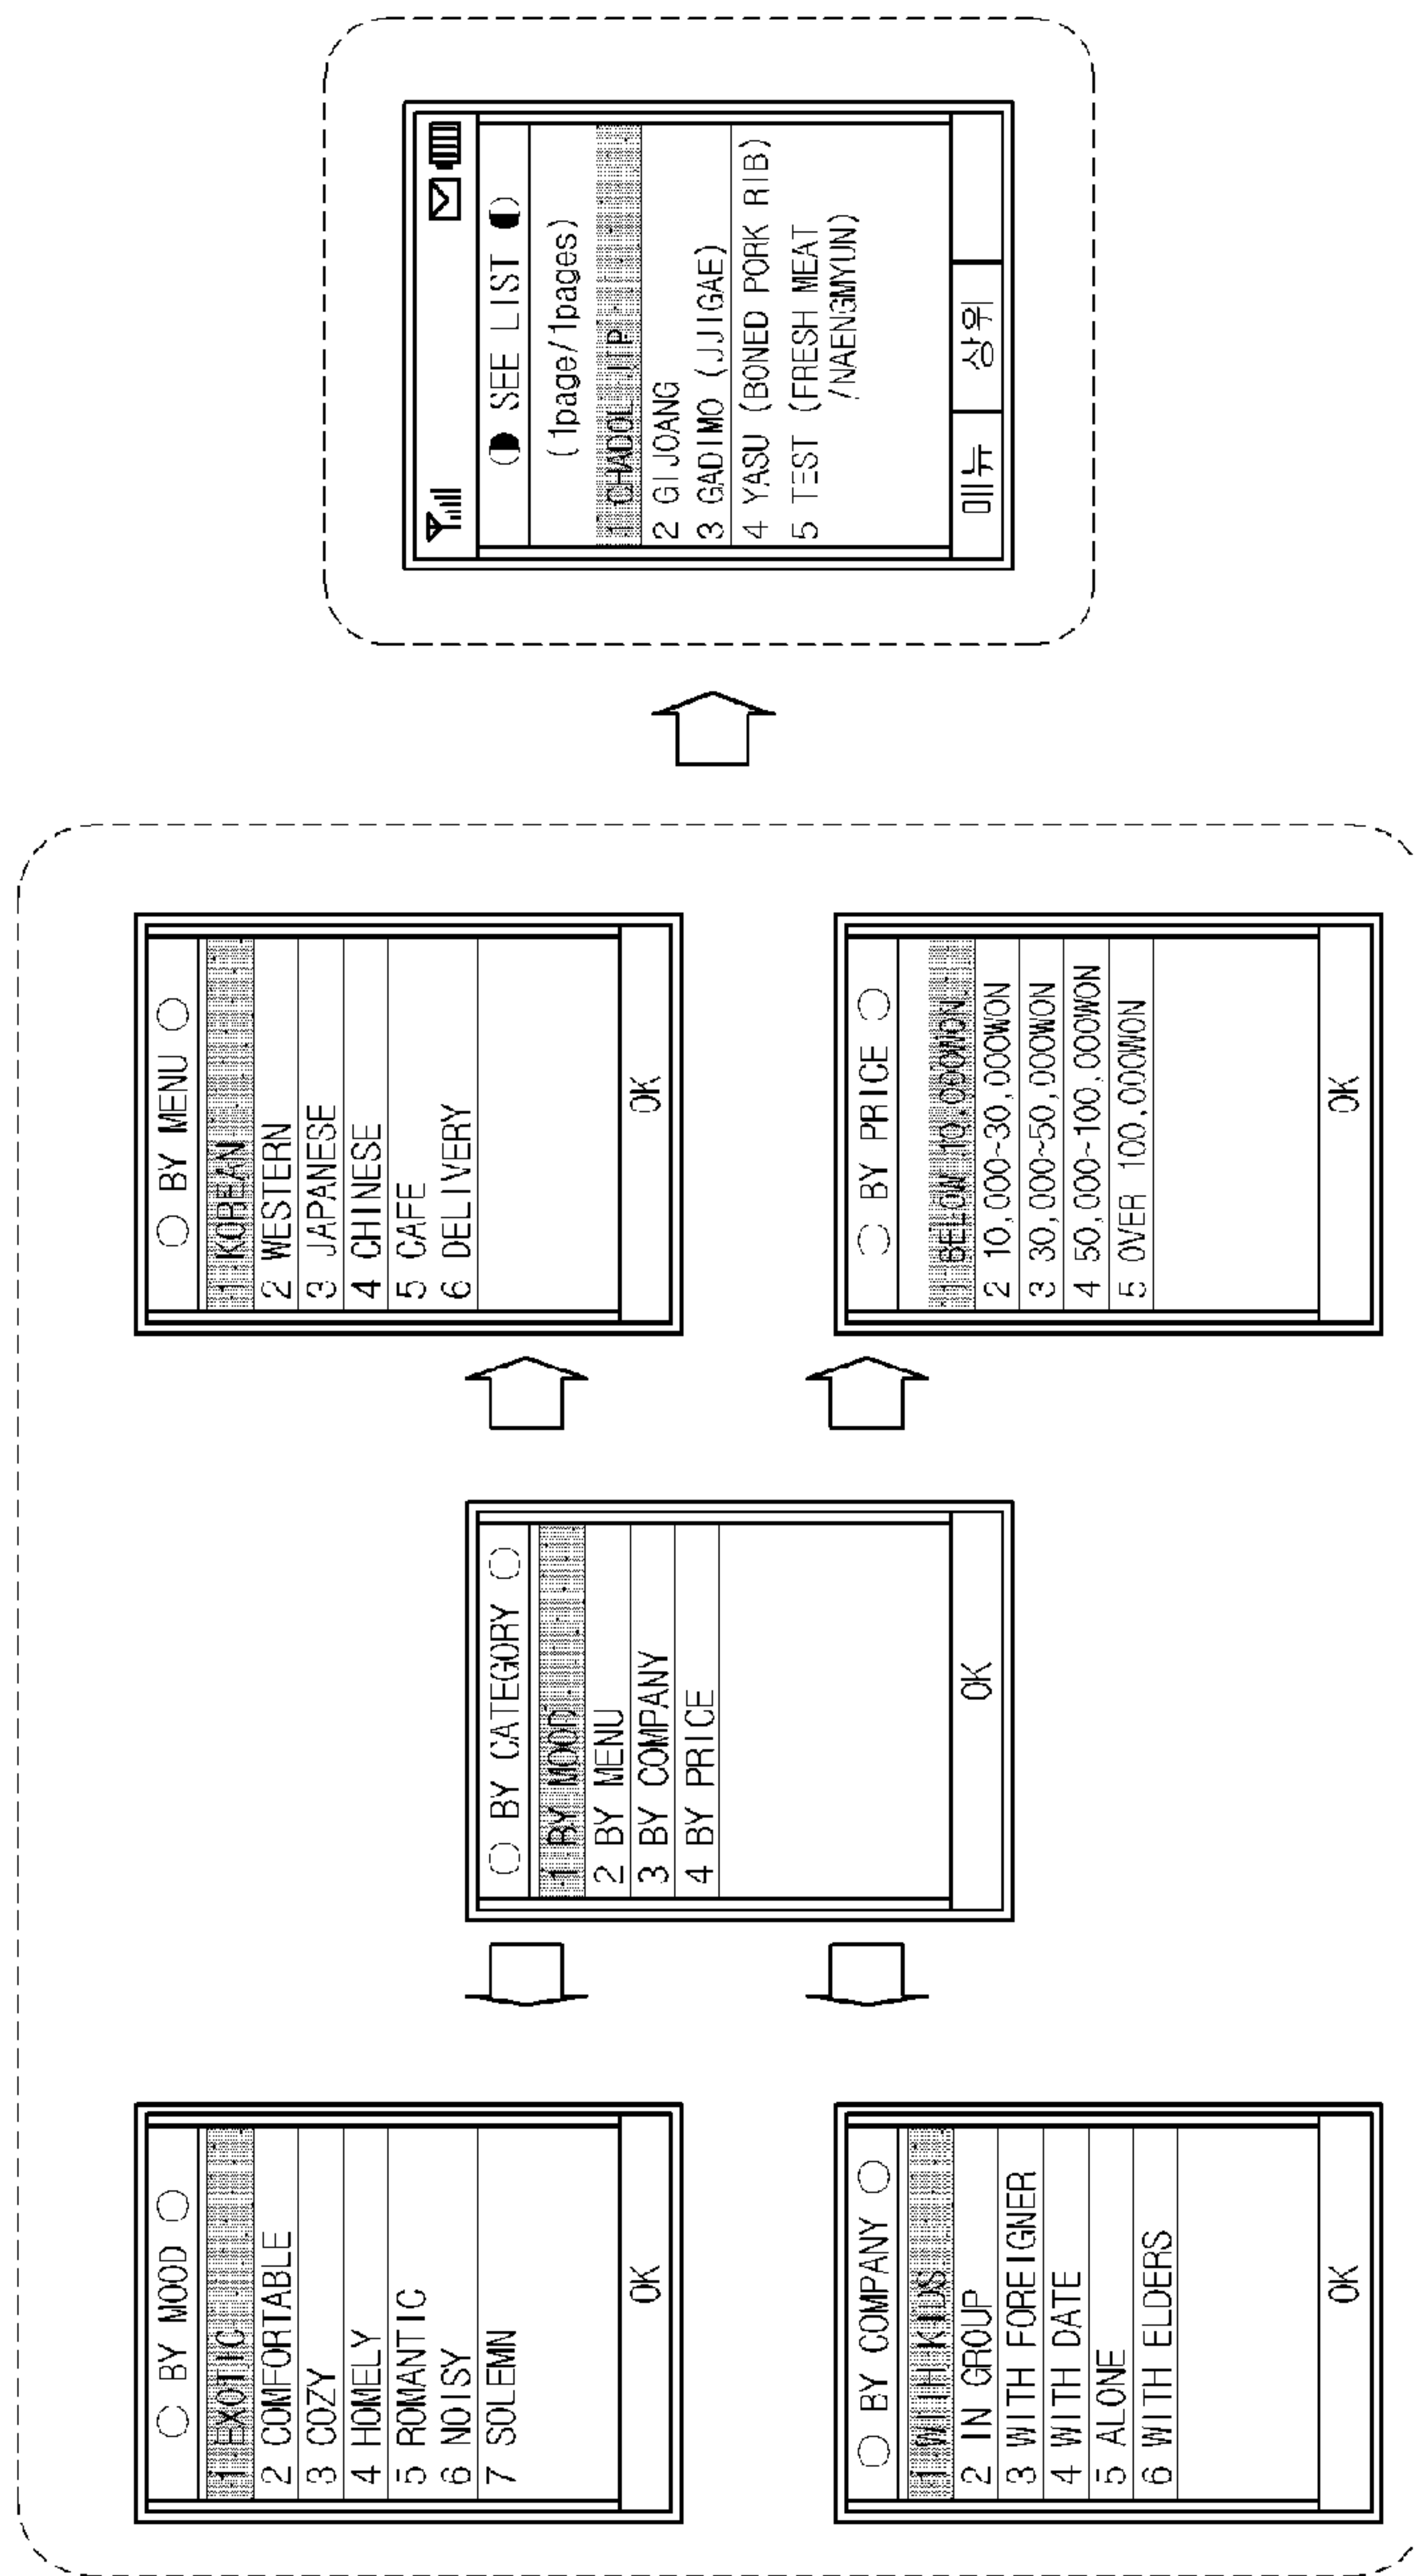 ○ BY MOOD ○
1 EXOTIC
2 COMFORTABLE
3 COZY
4 HOMELY
5 ROMANTIC
6 NOISY
7 SOLEMN
OK
○ BY COMPANY ○
1 WITH KIDS
2 IN GROUP
3 WITH FOREIGNER
4 WITH DATE
5 ALONE
6 WITH ELDERS
OK
○ BY CATEGORY ○
1 BY MOOD
2 BY MENU
3 BY COMPANY
4 BY PRICE
OK
○ BY MENU ○
1 KOREAN
2 WESTERN
3 JAPANESE
4 CHINESE
5 CAFE
6 DELIVERY
OK
○ BY PRICE ○
1 BELOW 10,000WON
2 10,000~30,000WON
3 30,000~50,000WON
4 50,000~100,000WON
5 OVER 100,000WON
OK
SEE LIST
(1page/1pages)
1 CHADOLJIP
2 GIJOANG
3 GADIMO (JJIGAE)
4 YASU (BONED PORK RIB)
5 TEST (FRESH MEAT
/NAENGMYUN)
메뉴 상위